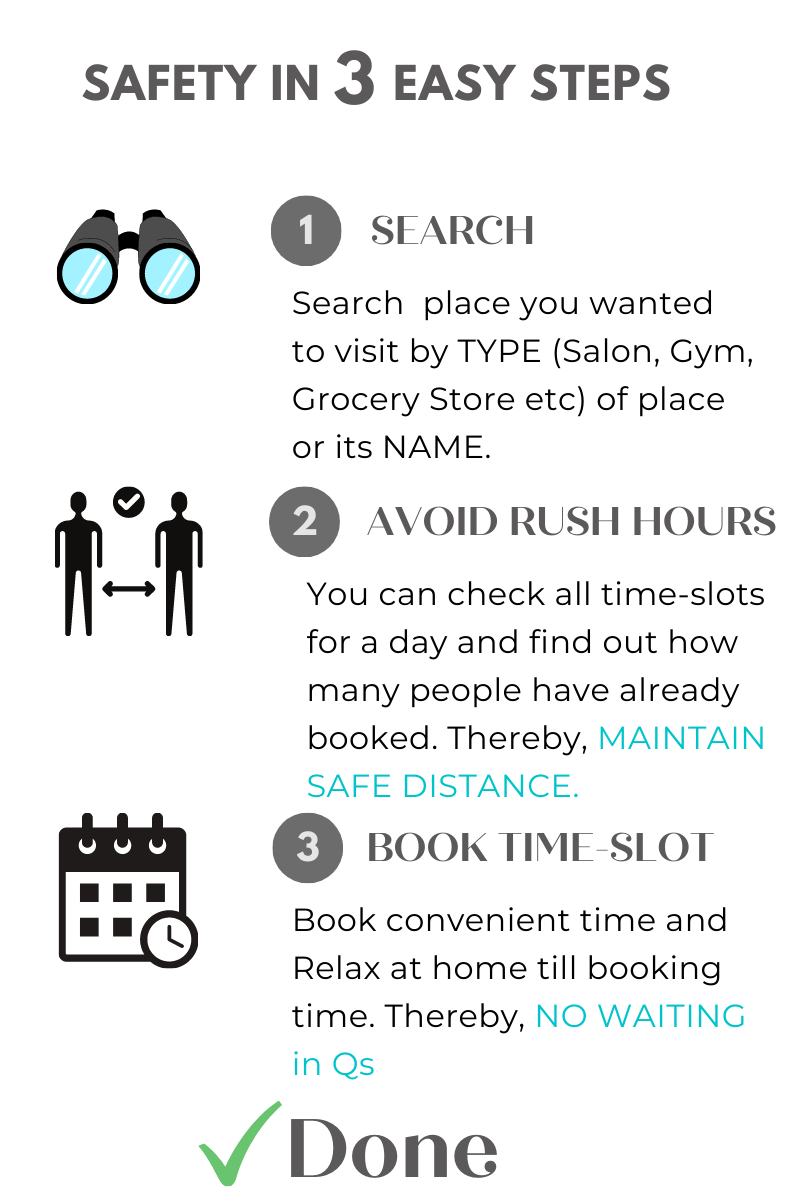 SAFETY IN 3 EASY STEPS
1 SEARCH
Search place you wanted
to visit by TYPE (Salon, Gym,
Grocery Store etc) of place
or its NAME.
2 AVOID RUSH HOURS
You can check all time-slots
for a day and find out how
many people have already
booked. Thereby, MAINTAIN
SAFE DISTANCE.
3 BOOK TIME-SLOT
Book convenient time and
Relax at home till booking
time. Thereby, NO WAITING
in Qs
Done